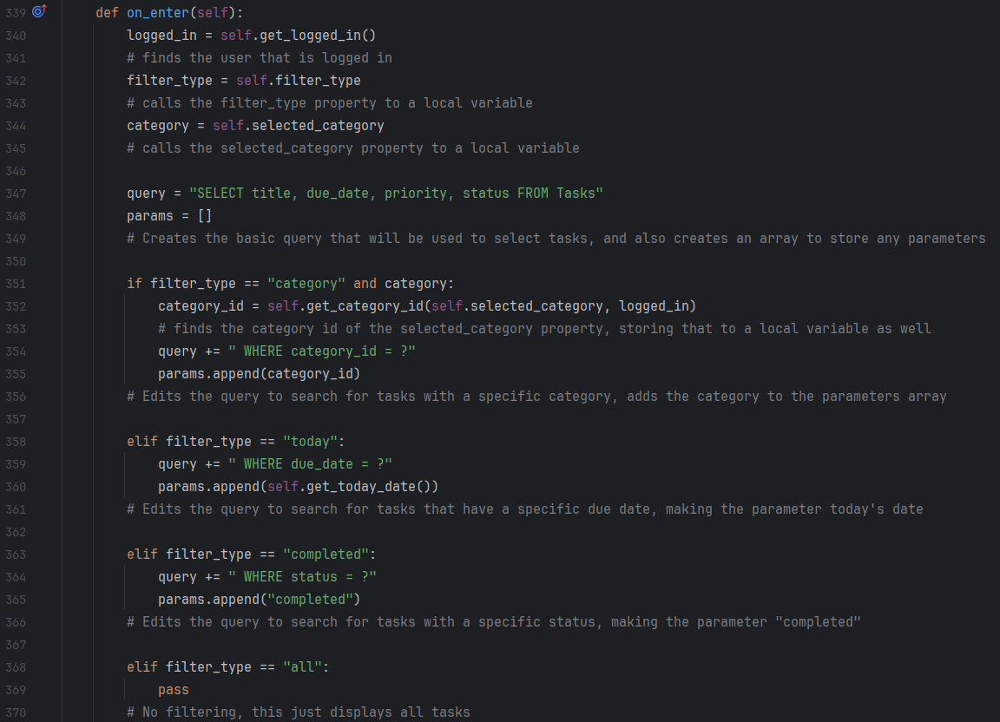 339 def on_enter(self):
340 logged_in = self.get_logged_in()
341 # finds the user that is logged in
342 filter_type = self.filter_type
343 # calls the filter_type property to a local variable
344 category = self.selected_category
345 # calls the selected_category property to a local variable
346
347 query = "SELECT title, due_date, priority, status FROM Tasks"
348 params = []
349 # Creates the basic query that will be used to select tasks, and also creates an array to store any parameters
350
351 if filter_type == "category" and category:
352 category_id = self.get_category_id(self.selected_category, logged_in)
353 # finds the category id of the selected_category property, storing that to a local variable as well
354 query += " WHERE category_id = ?"
355 params.append(category_id)
356 # Edits the query to search for tasks with a specific category, adds the category to the parameters array
357
358 elif filter_type == "today":
359 query += " WHERE due_date = ?"
360 params.append(self.get_today_date())
361 # Edits the query to search for tasks that have a specific due date, making the parameter today's date
362
363 elif filter_type == "completed":
364 query += " WHERE status = ?"
365 params.append("completed")
366 # Edits the query to search for tasks with a specific status, making the parameter "completed"
367
368 elif filter_type == "all":
369 pass
370 # No filtering, this just displays all tasks